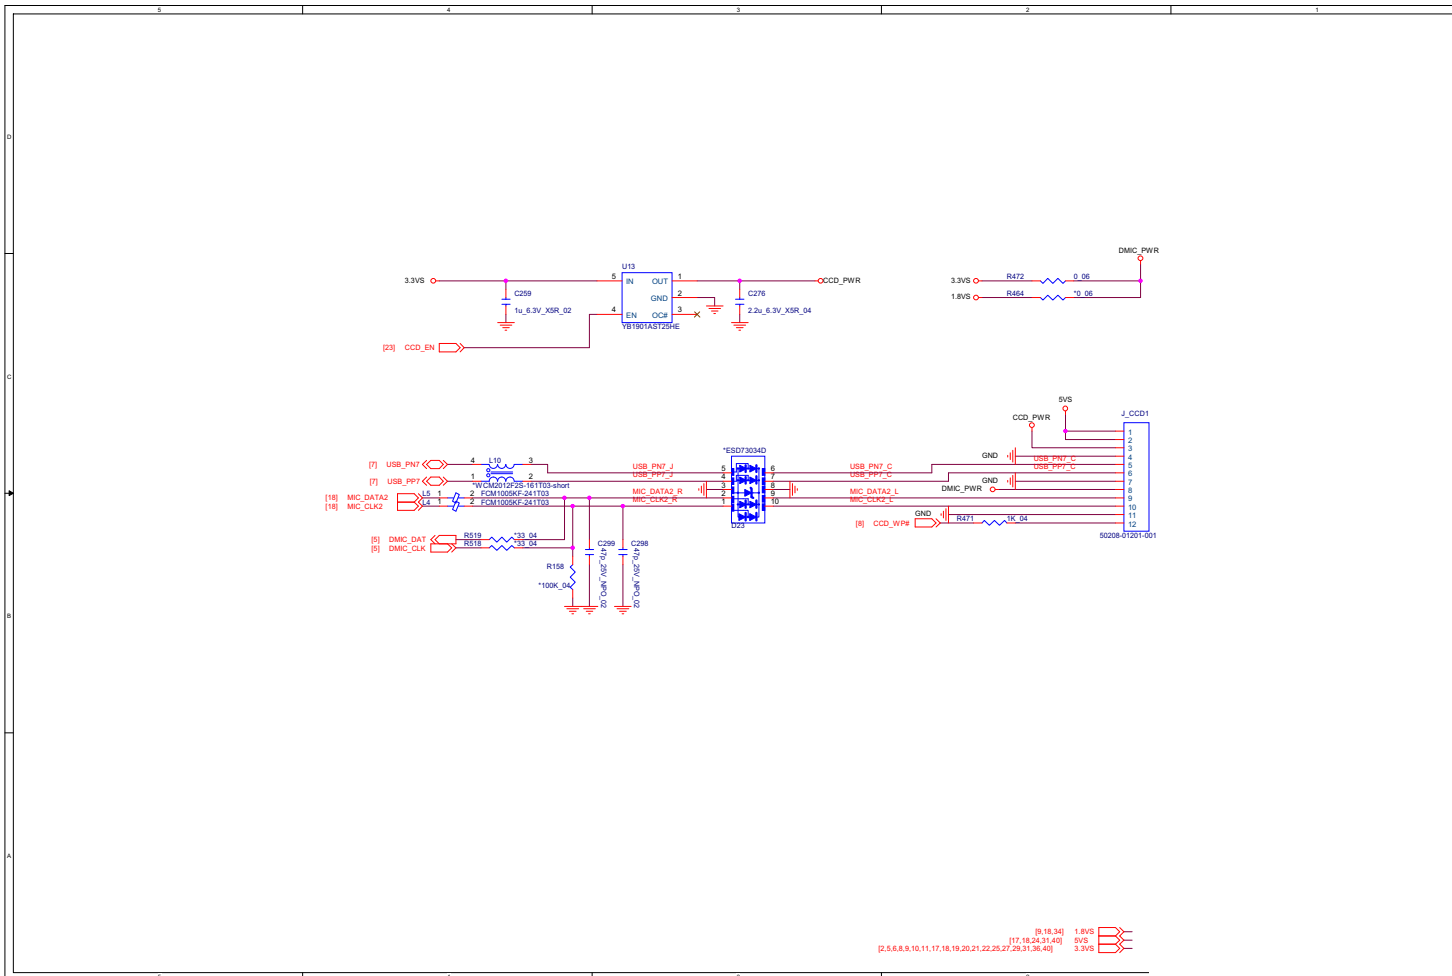 5 4 3 2 1
D
DMIC_PWR
U13
3.3VS 5 IN OUT 1 CCD_PWR
3.3VS R472 0_06
C259 GND 2 C276
1.8VS R464 *0_06
1u_6.3V_X5R_02 4 EN OC# 3 2.2u_6.3V_X5R_04
YB1901AST25HE
[23] CCD_EN
C
5VS
CCD_PWR J_CCD1
1
2
3
*ESD73034D
GND 4
[7] USB_PN7 4 L10 3 USB_PN7_J 5 6 USB_PN7_C USB_PN7_C 5
USB_PP7_J 4 7 USB_PP7_C USB_PP7_C 6
[7] USB_PP7 1 2 GND 7
*WCM2012F2S-161T03-short 3 8 DMIC_PWR 8
[18] MIC_DATA2 L5 1 2 FCM1005KF-241T03 MIC_DATA2_R 2 9 MIC_DATA2_L 9
[18] MIC_CLK2 L4 1 2 FCM1005KF-241T03 MIC_CLK2_R 1 10 MIC_CLK2_L 10
GND 11
D23
[8] CCD_WP# R471 1K_04 12
50208-01201-001
[5] DMIC_DAT R519 *33_04
[5] DMIC_CLK R518 *33_04
C299 C298
47p_25V_NPO_02 47p_25V_NPO_02
R158
*100K_04
B
A
[9,18,34] 1.8VS
[17,18,24,31,40] 5VS
[2,5,6,8,9,10,11,17,18,19,20,21,22,25,27,29,31,36,40] 3.3VS